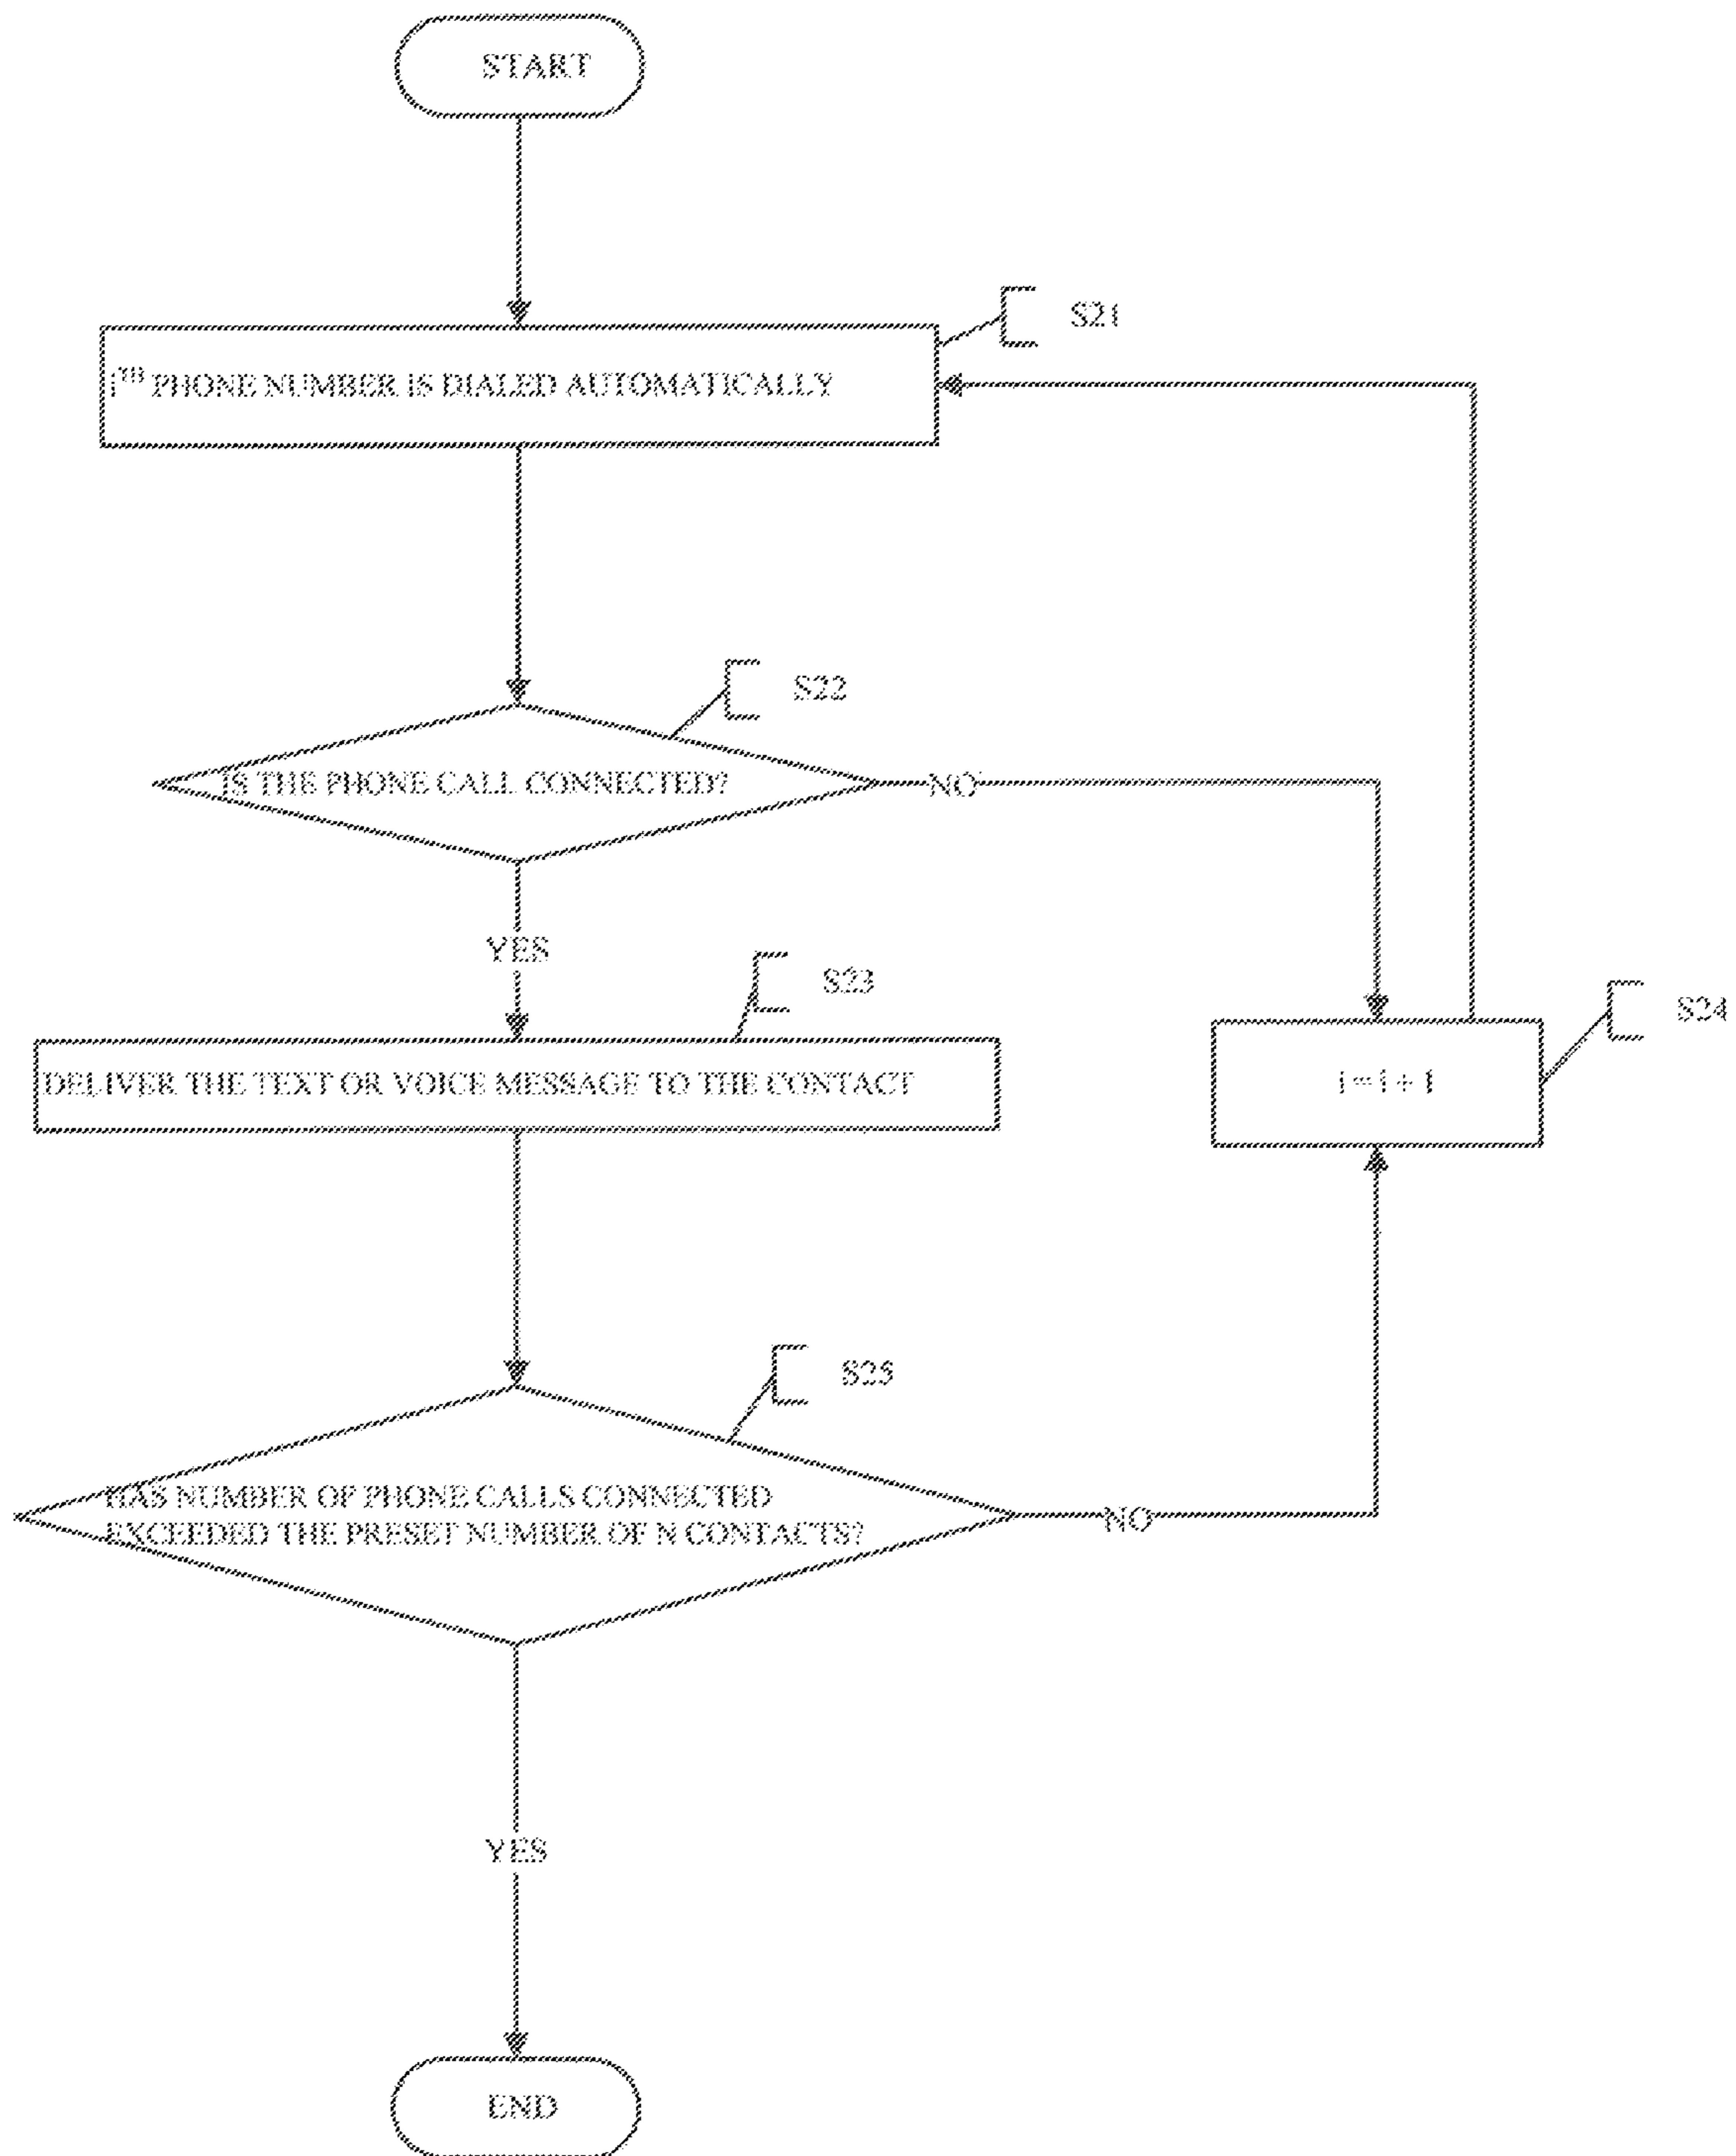 START
S21
iTH PHONE NUMBER IS DIALED AUTOMATICALLY
S22
IS THE PHONE CALL CONNECTED?
NO
YES
S23
S24
DELIVER THE TEXT OR VOICE MESSAGE TO THE CONTACT
i=i+1
S25
HAS NUMBER OF PHONE CALLS CONNECTED
EXCEEDED THE PRESET NUMBER OF N CONTACTS?
NO
YES
END